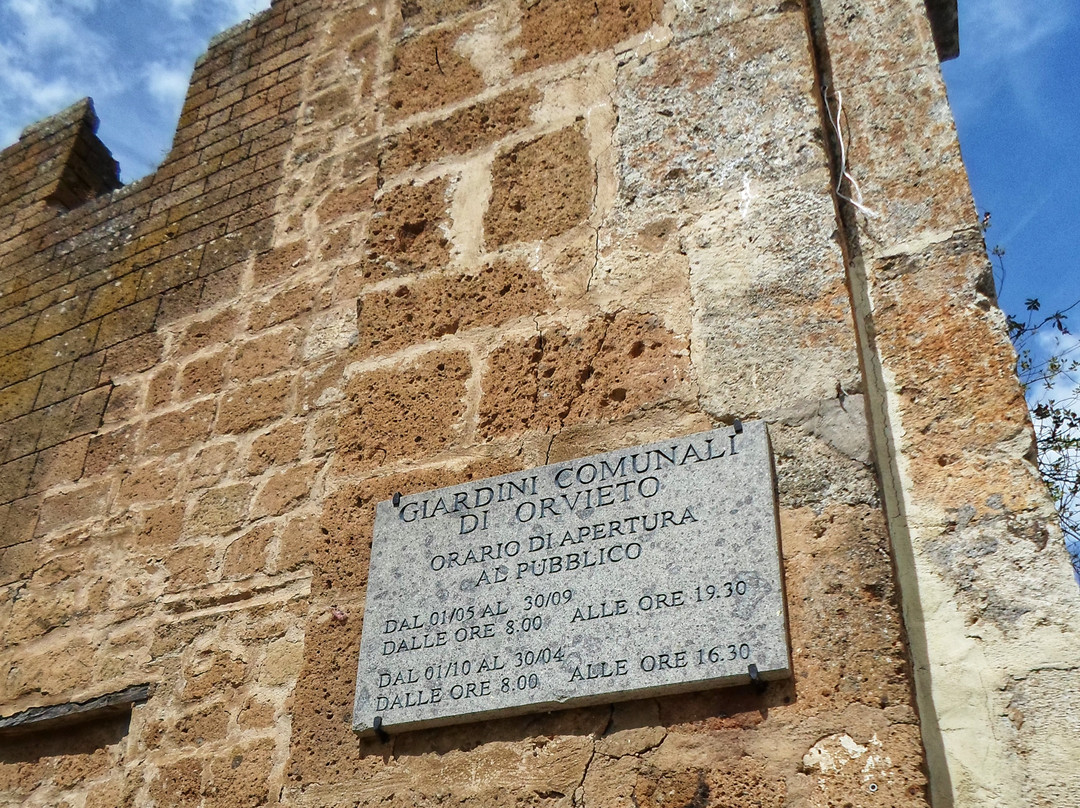 GIARDINI COMUNALI
DI ORVIETO
ORARIO DI APERTURA
AL PUBBLICO
DAL 01/05 AL 30/09
DALLE ORE 8.00 ALLE ORE 19.30
DAL 01/10 AL 30/04
DALLE ORE 8.00 ALLE ORE 16.30